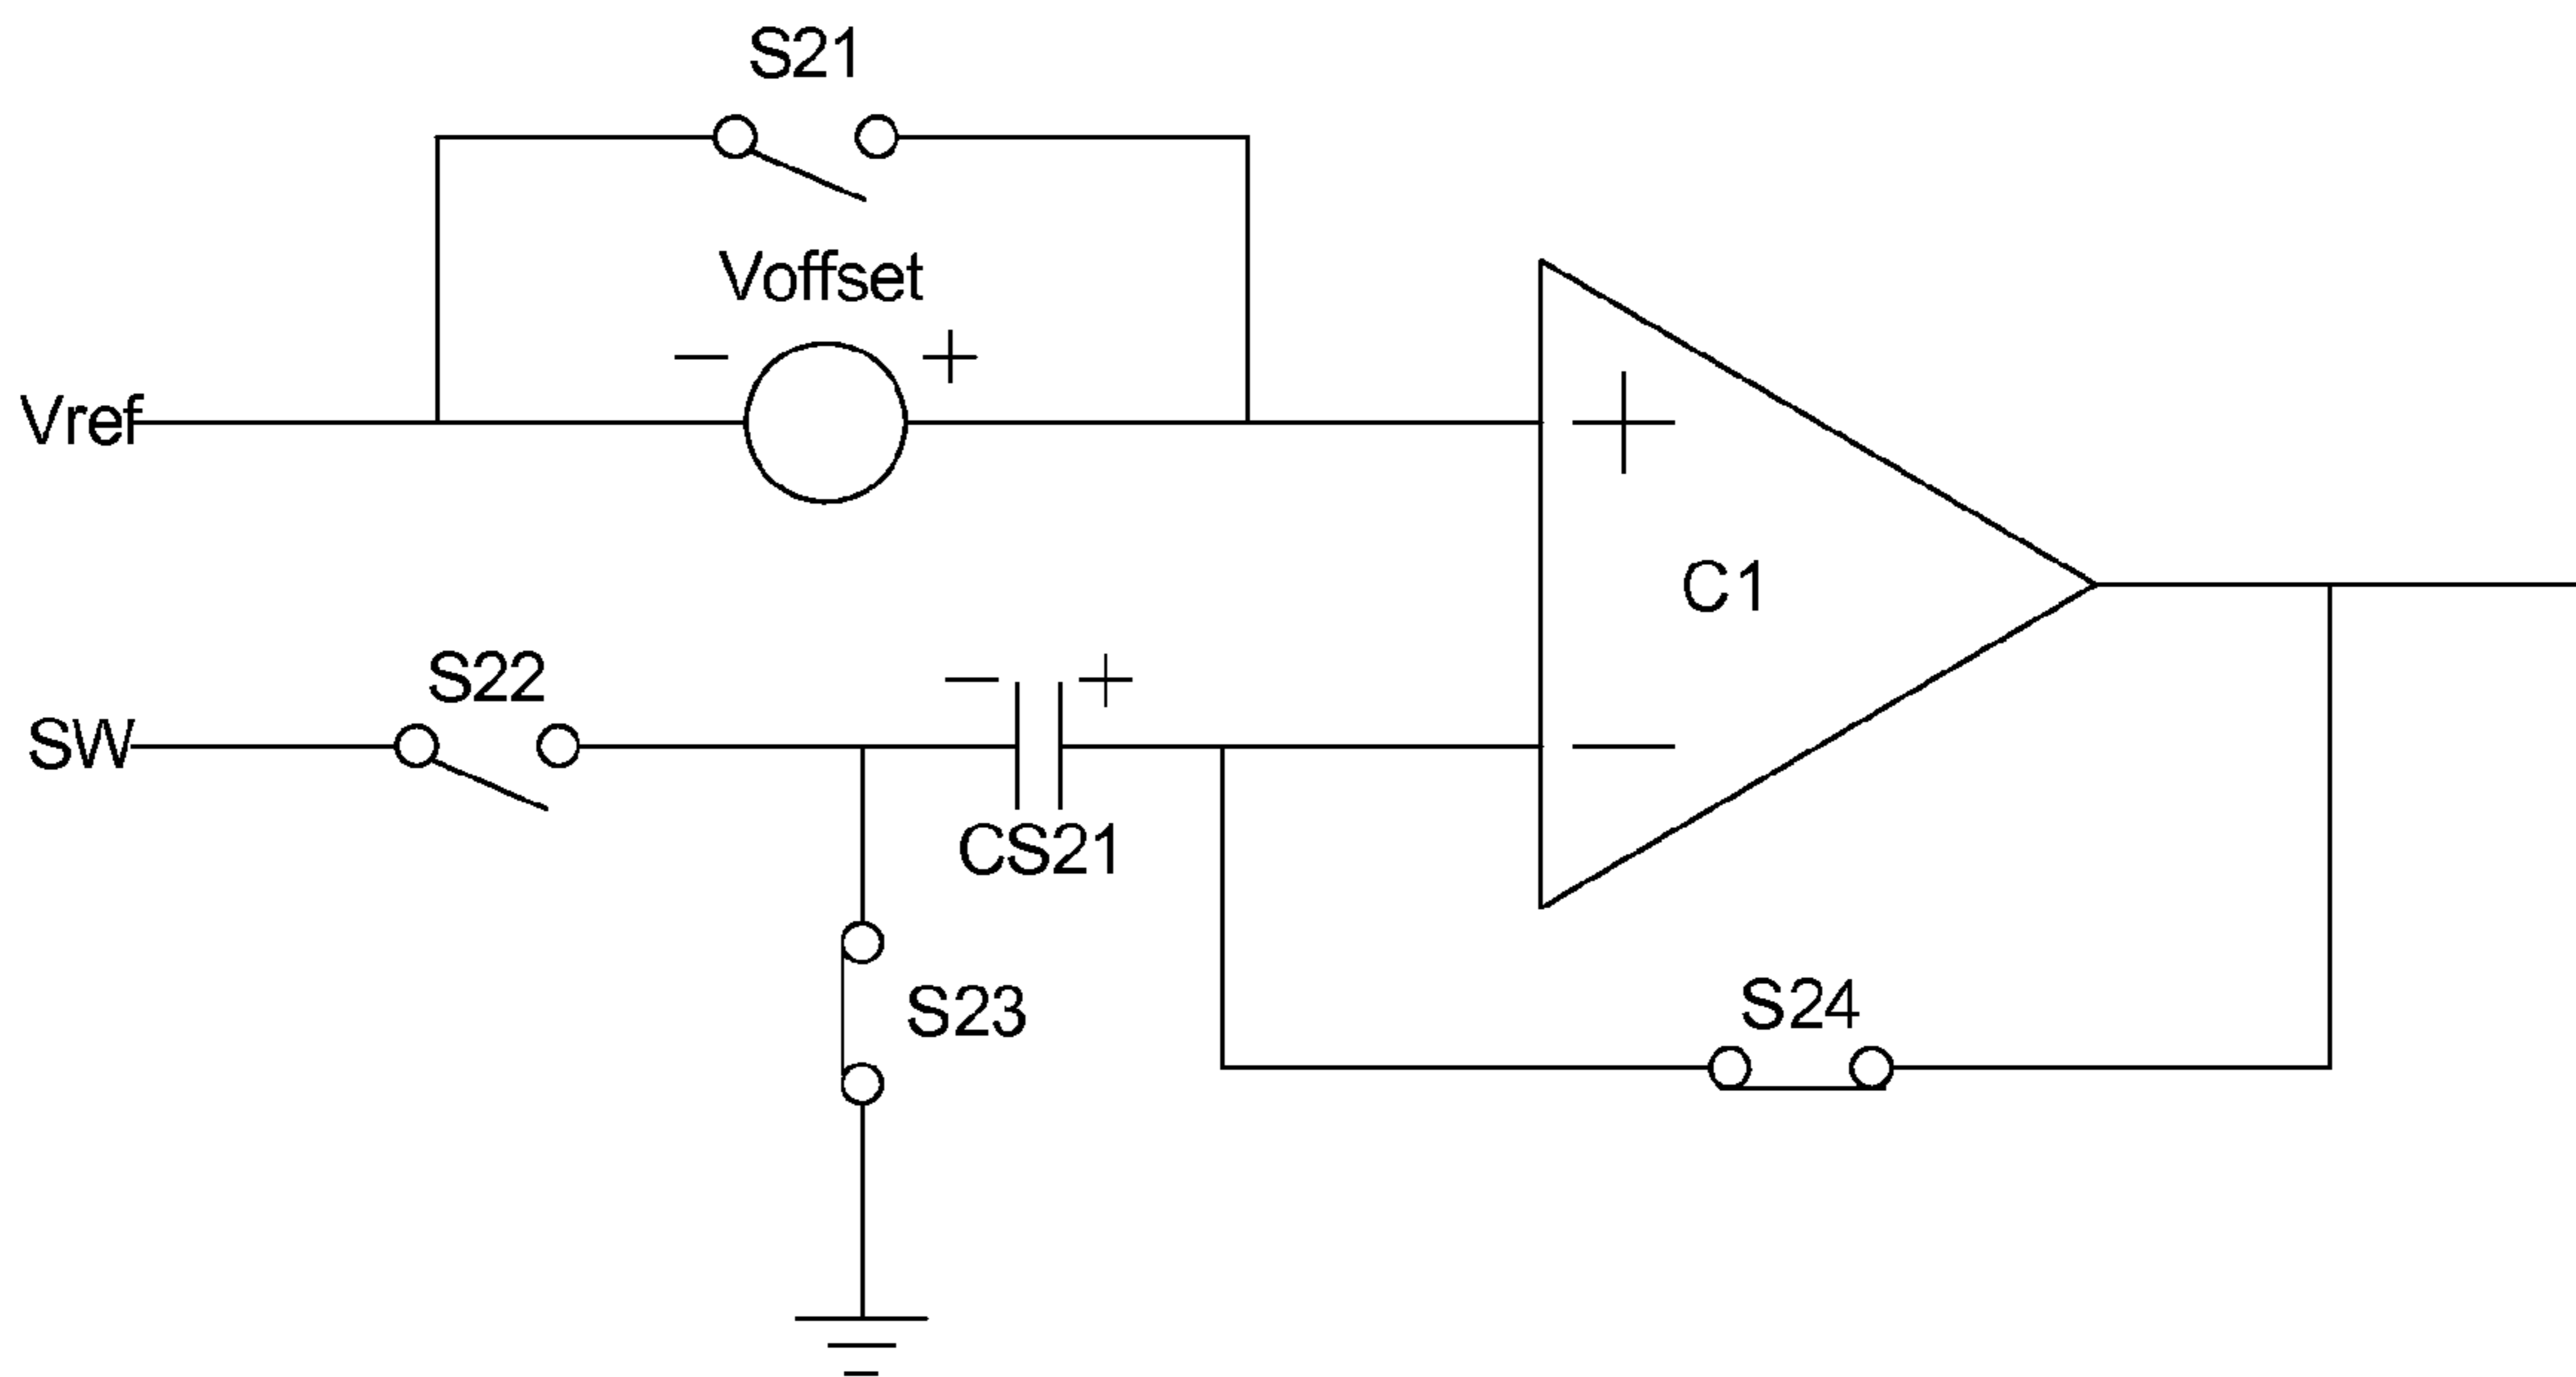 S21
Voffset
− +
Vref
+
C1
S22
− +
SW
−
CS21
S23
S24